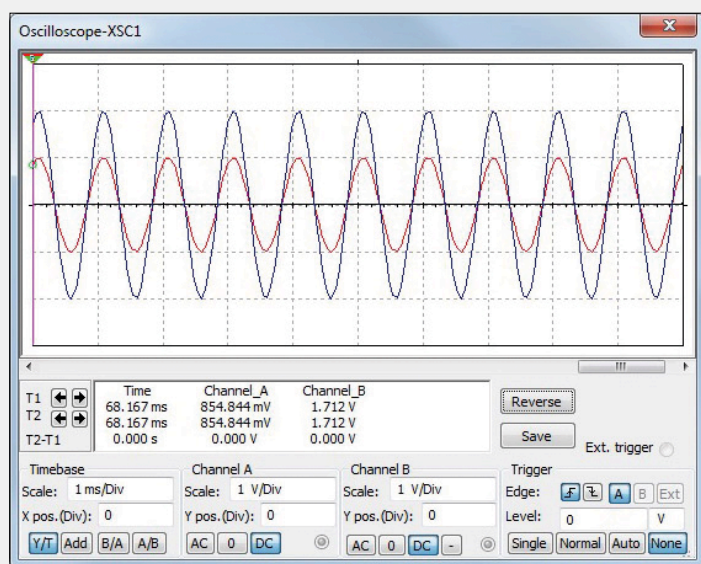 Oscilloscope-XSC1
T1
T2
T2-T1
Time Channel_A Channel_B
68.167 ms 854.844 mV 1.712 V
68.167 ms 854.844 mV 1.712 V
0.000 s 0.000 V 0.000 V
Reverse
Save
Ext. trigger
Timebase
Scale: 1 ms/Div
X pos.(Div): 0
Y/T Add B/A A/B
Channel A
Scale: 1 V/Div
Y pos.(Div): 0
AC 0 DC
Channel B
Scale: 1 V/Div
Y pos.(Div): 0
AC 0 DC -
Trigger
Edge: A B Ext
Level: 0 V
Single Normal Auto None